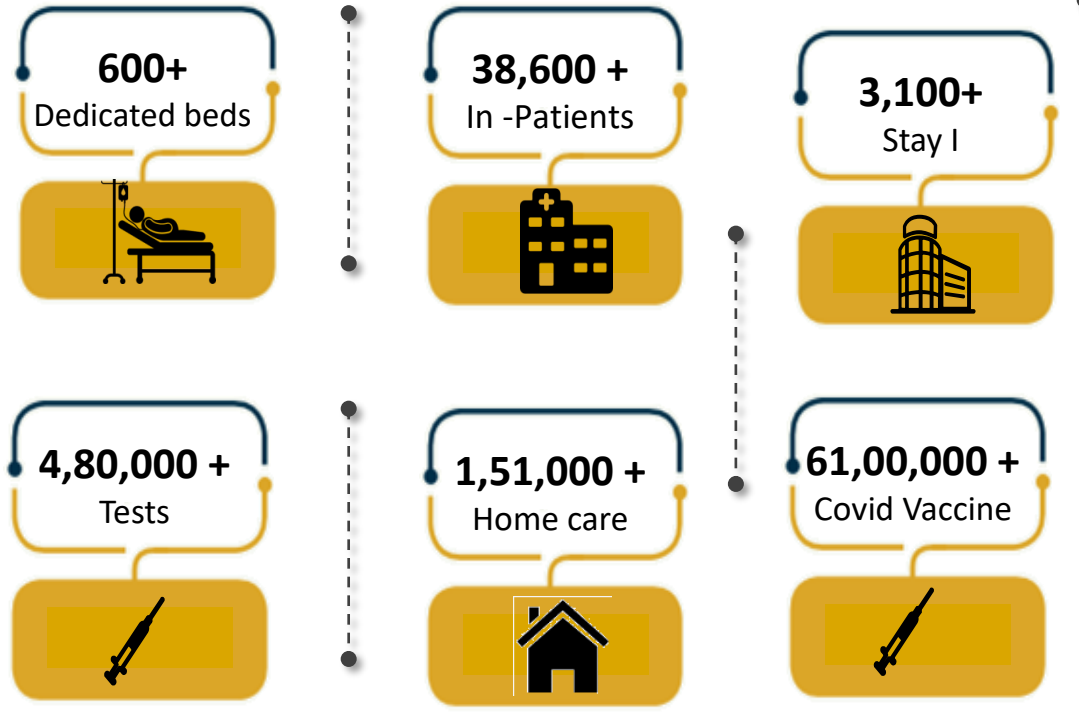 600+
Dedicated beds
38,600 +
In -Patients
3,100+
Stay I
4,80,000 +
Tests
1,51,000 +
Home care
61,00,000 +
Covid Vaccine